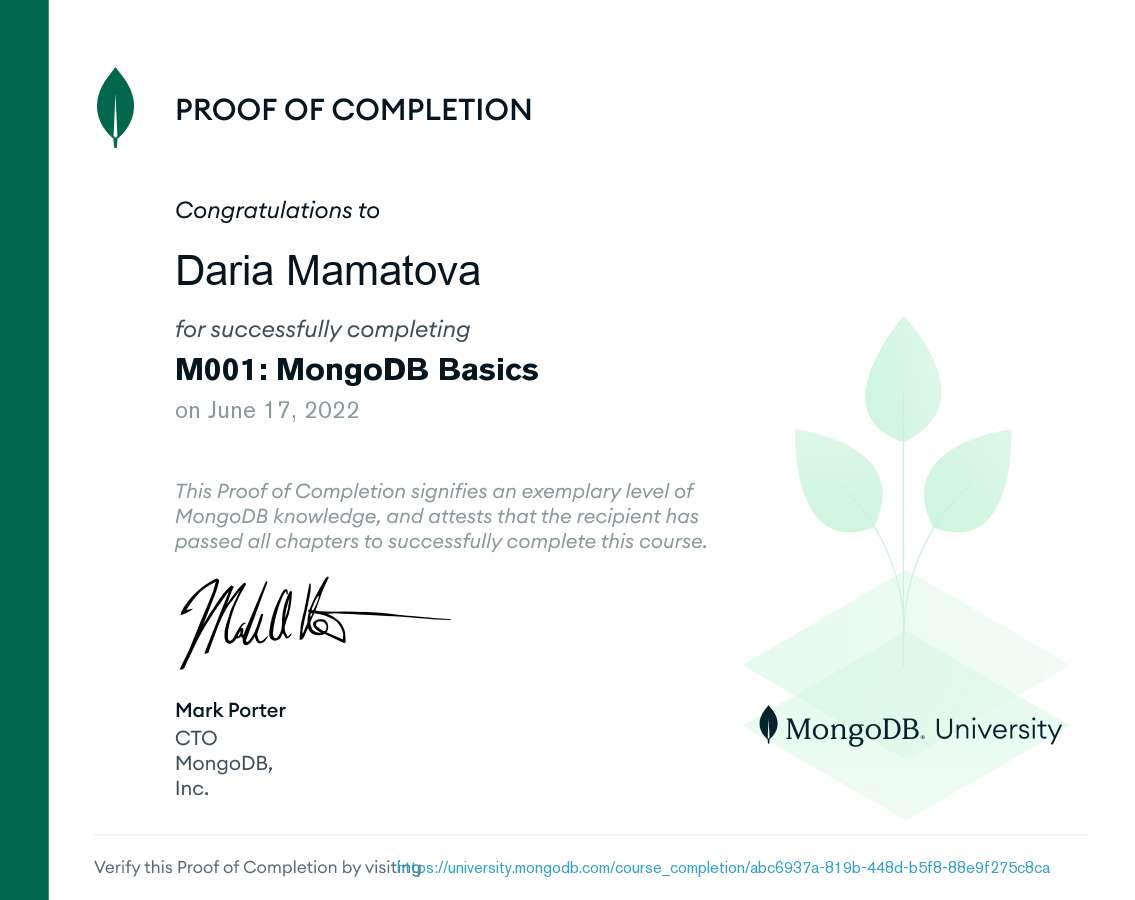 PROOF OF COMPLETION
Congratulations to
Daria Mamatova
for successfully completing
M001: MongoDB Basics
on June 17, 2022
This Proof of Completion signifies an exemplary level of
MongoDB knowledge, and attests that the recipient has
passed all chapters to successfully complete this course.
Mark Porter
CTO
MongoDB,
Inc.
MongoDB. University
Verify this Proof of Completion by visiting https://university.mongodb.com/course_completion/abc6937a-819b-448d-b5f8-88e9f275c8ca